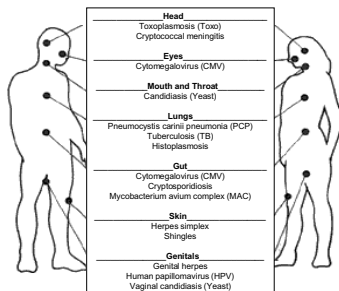 Head
Toxoplasmosis (Toxo)
Cryptococcal meningitis
Eyes
Cytomegalovirus (CMV)
Mouth and Throat
Candidiasis (Yeast)
Lungs
Pneumocystis carinii pneumonia (PCP)
Tuberculosis (TB)
Histoplasmosis
Gut
Cytomegalovirus (CMV)
Cryptosporidiosis
Mycobacterium avium complex (MAC)
Skin
Herpes simplex
Shingles
Genitals
Genital herpes
Human papillomavirus (HPV)
Vaginal candidiasis (Yeast)